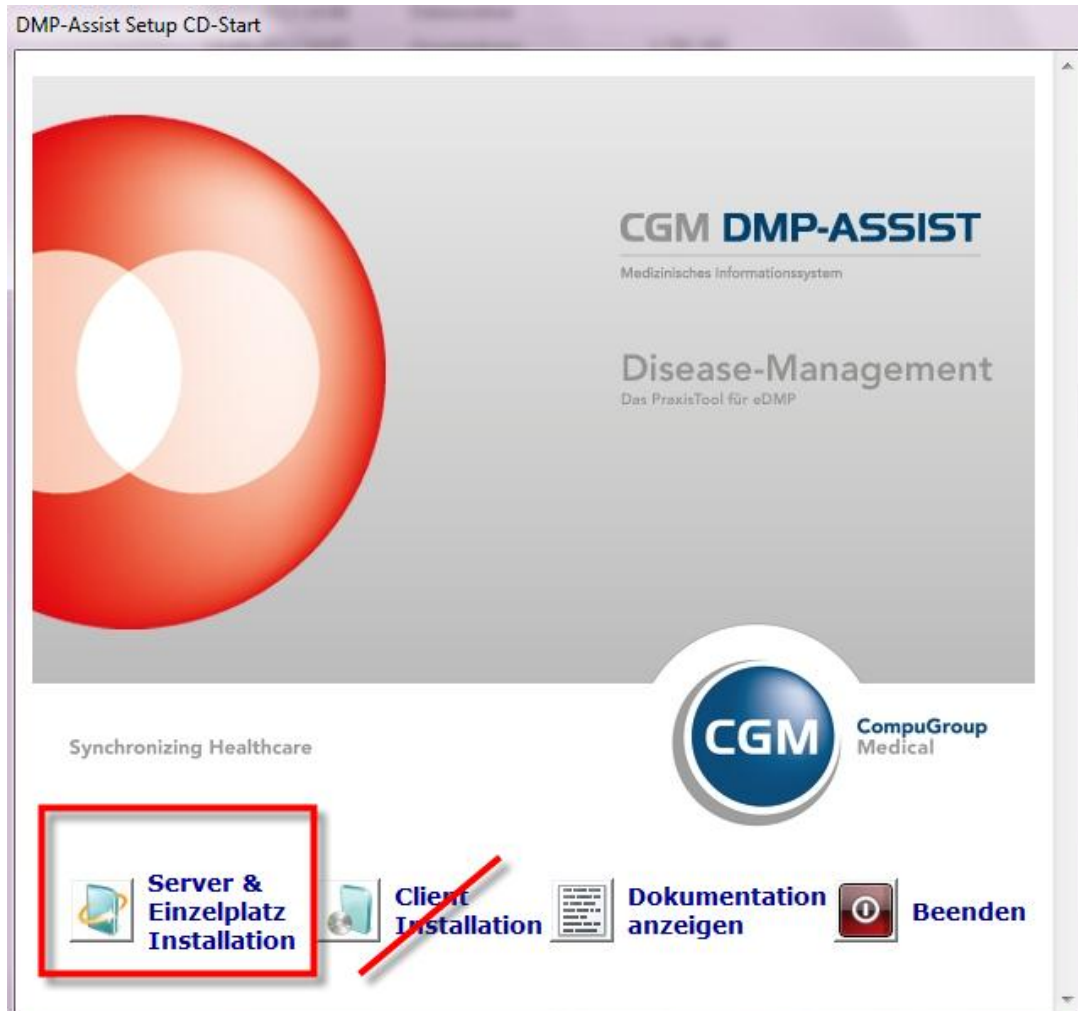 DMP-Assist Setup CD-Start
CGM DMP-ASSIST
Medizinisches Informationssystem
Disease-Management
Das PraxisTool für eDMP
Synchronizing Healthcare
CGM
CompuGroup
Medical
Server &
Einzelplatz
Installation
Client
Installation
Dokumentation
anzeigen
Beenden